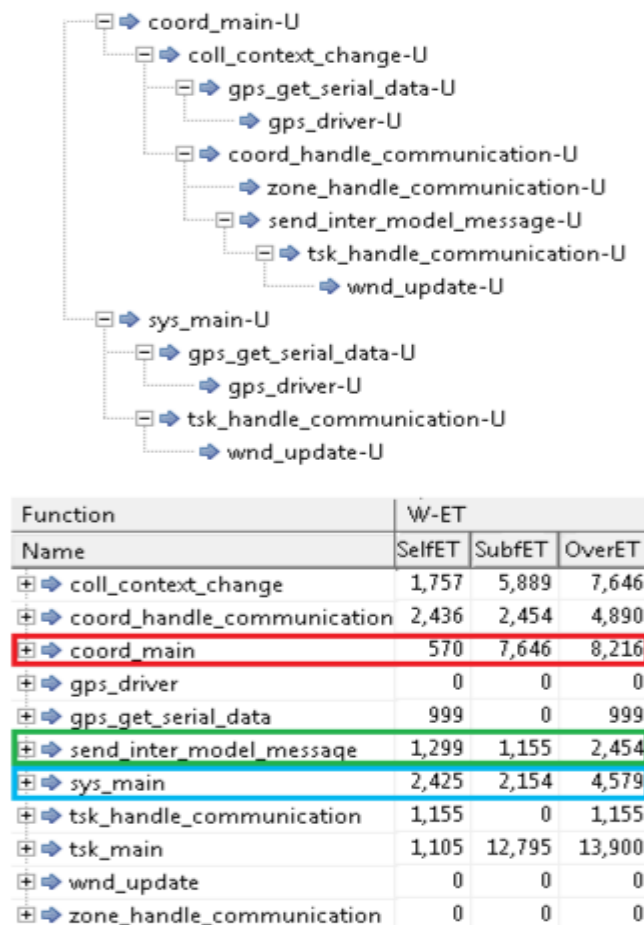 coord_main-U
coll_context_change-U
gps_get_serial_data-U
gps_driver-U
coord_handle_communication-U
zone_handle_communication-U
send_inter_model_message-U
tsk_handle_communication-U
wnd_update-U
sys_main-U
gps_get_serial_data-U
gps_driver-U
tsk_handle_communication-U
wnd_update-U
Function W-ET
Name SelfET SubfET OverET
coll_context_change 1,757 5,889 7,646
coord_handle_communication 2,436 2,454 4,890
coord_main 570 7,646 8,216
gps_driver 0 0 0
gps_get_serial_data 999 0 999
send_inter_model_message 1,299 1,155 2,454
sys_main 2,425 2,154 4,579
tsk_handle_communication 1,155 0 1,155
tsk_main 1,105 12,795 13,900
wnd_update 0 0 0
zone_handle_communication 0 0 0